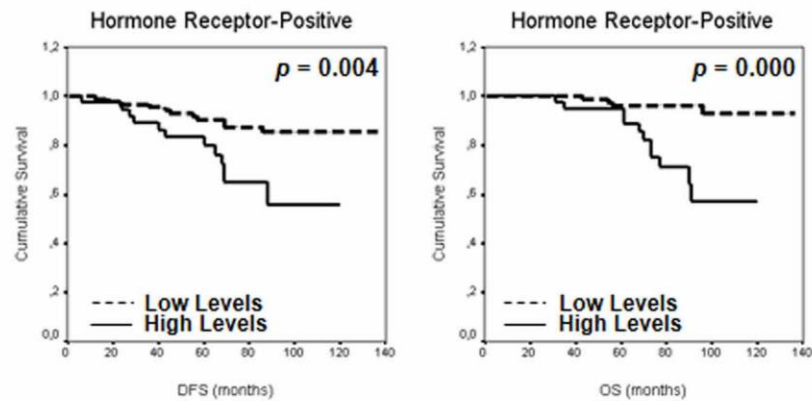 Hormone Receptor-Positive
1,2
1,0
,8
,6
,4
,2
0,0
Cumulative Survival
p = 0.004
Low Levels
High Levels
0 20 40 60 80 100 120 140
DFS (months)
Hormone Receptor-Positive
1,2
1,0
,8
,6
,4
,2
0,0
Cumulative Survival
p = 0.000
Low Levels
High Levels
0 20 40 60 80 100 120 140
OS (months)